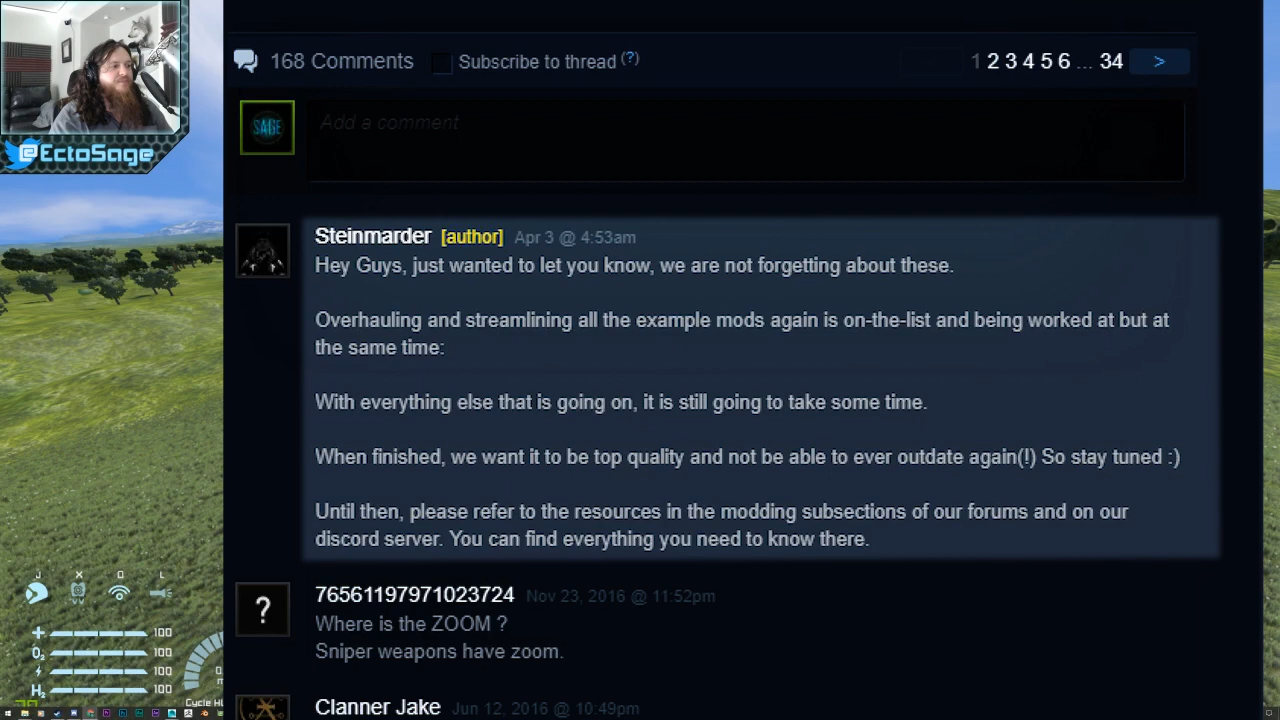 168 Comments Subscribe to thread (?) 1 2 3 4 5 6 ... 34 >
SAGE Add a comment
@EctoSage
Steinmarder [author] Apr 3 @ 4:53am
Hey Guys, just wanted to let you know, we are not forgetting about these.
Overhauling and streamlining all the example mods again is on-the-list and being worked at but at
the same time:
With everything else that is going on, it is still going to take some time.
When finished, we want it to be top quality and not be able to ever outdate again(!) So stay tuned :)
Until then, please refer to the resources in the modding subsections of our forums and on our
discord server. You can find everything you need to know there.
J X O L
? 76561197971023724 Nov 23, 2016 @ 11:52pm
Where is the ZOOM ?
Sniper weapons have zoom.
100
O2 100
100
H2 100
Clanner Jake Jun 12, 2016 @ 10:49pm